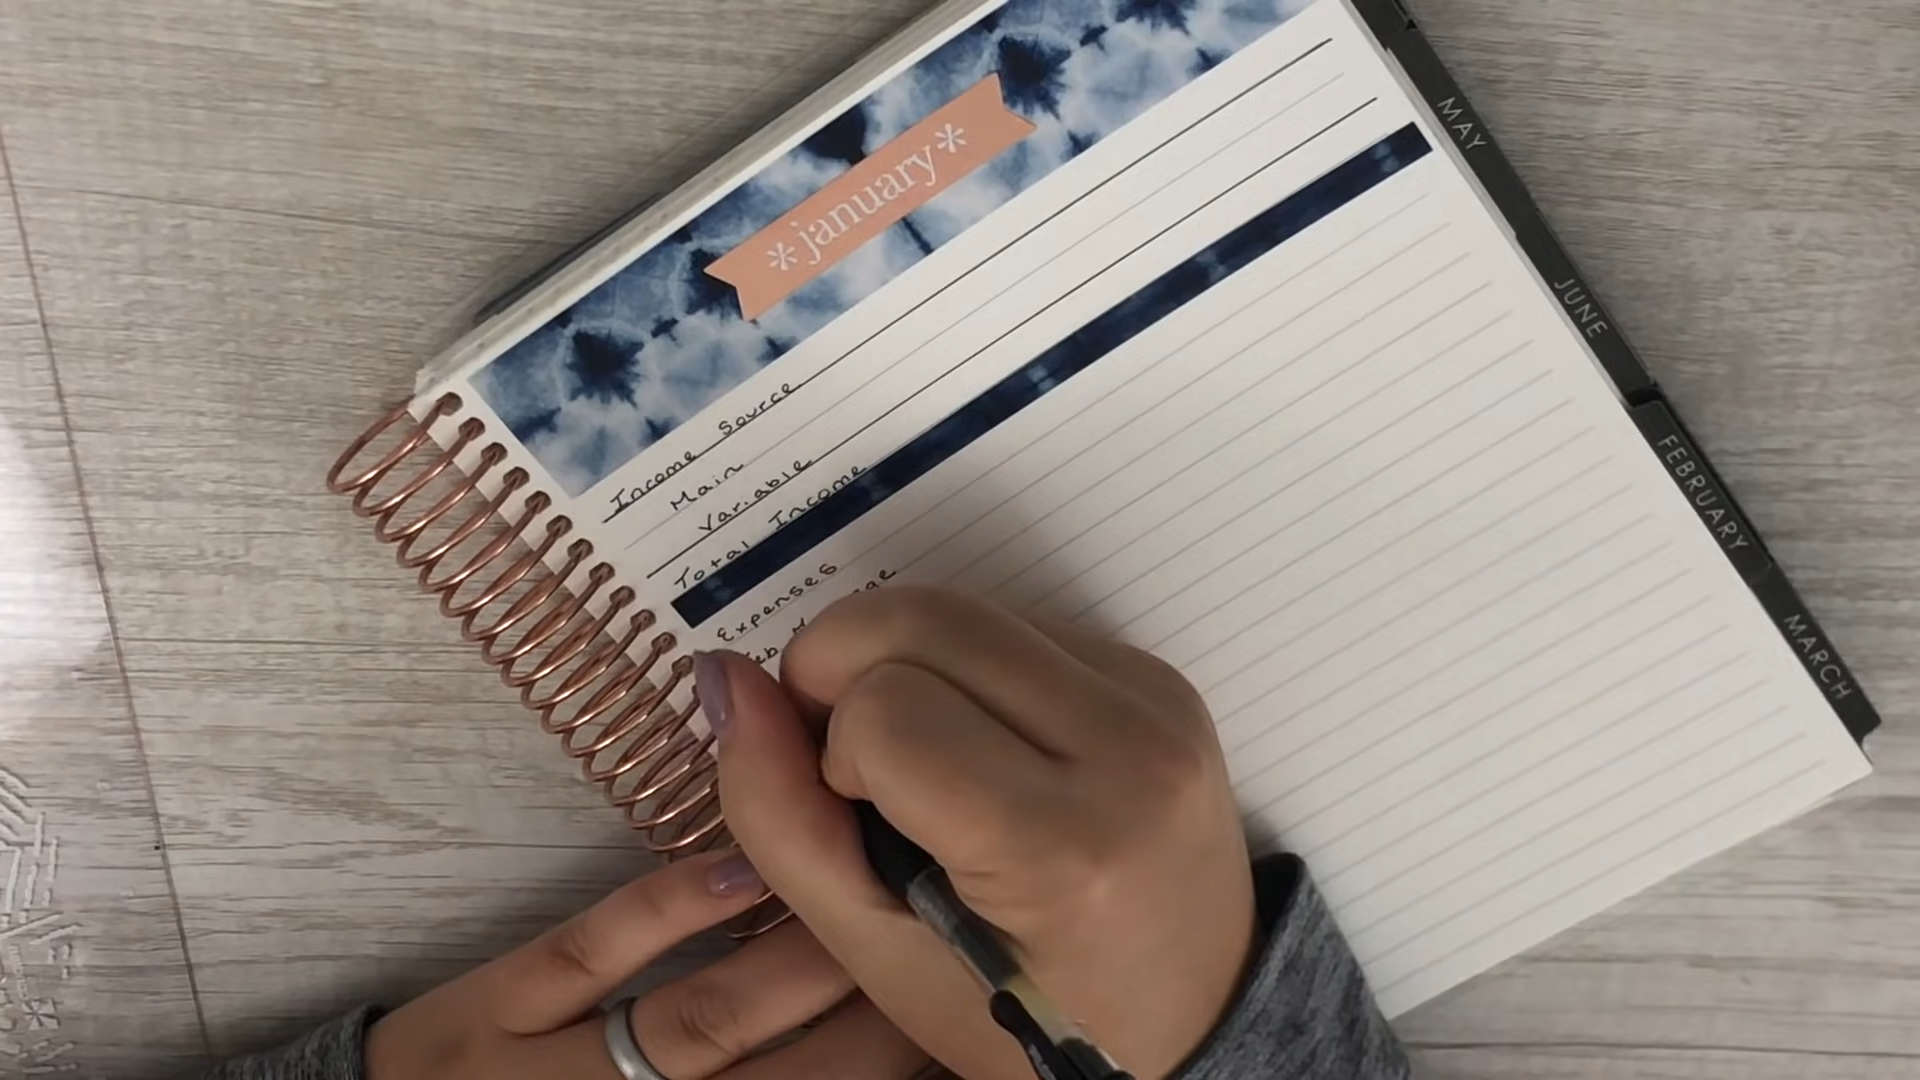 *january*
Income Source
Main
Variable
Total Income
Expenses
MAY
JUNE
FEBRUARY
MARCH